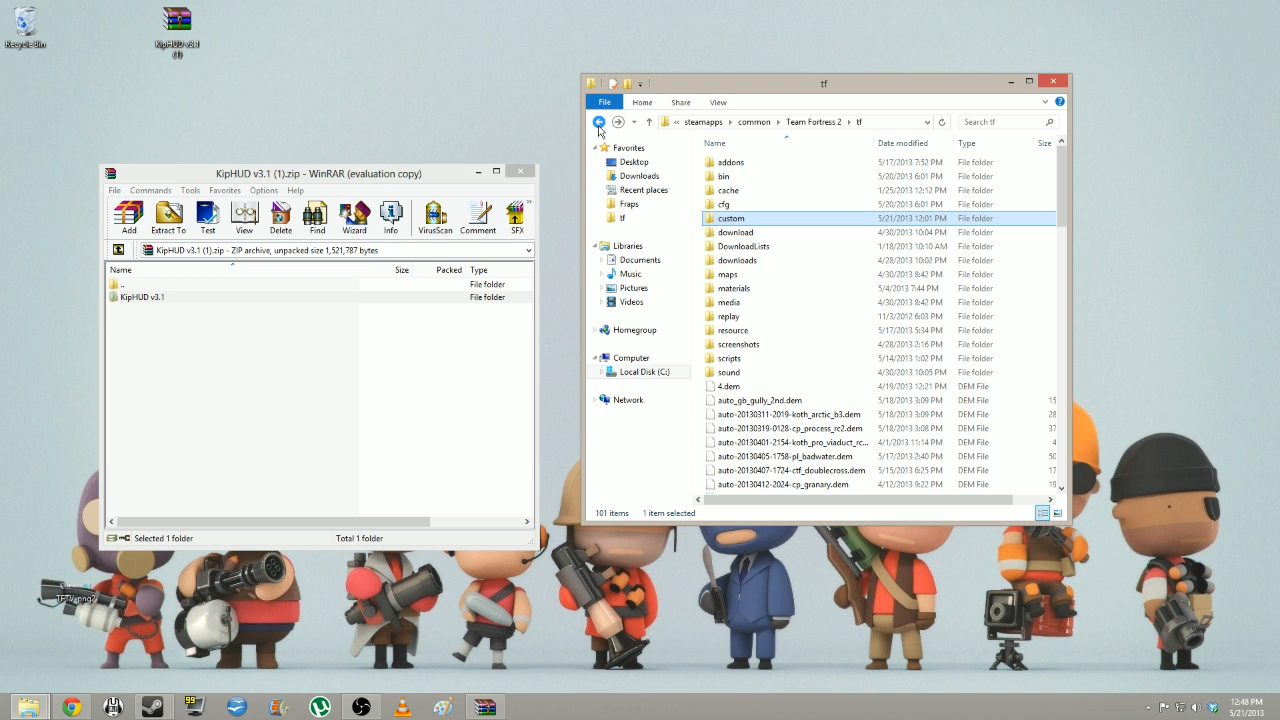 Recycle Bin
KipHUD v3.1
(1)
KipHUD v3.1 (1).zip - WinRAR (evaluation copy)
File Commands Tools Favorites Options Help
Add Extract To Test View Delete Find Wizard Info VirusScan Comment SFX
KipHUD v3.1 (1).zip - ZIP archive, unpacked size 1,521,787 bytes
Name Size Packed Type
.. File folder
KipHUD v3.1 File folder
Selected 1 folder Total 1 folder
tf
File Home Share View
« steamapps common Team Fortress 2 tf
Search tf
Favorites
Desktop
Downloads
Recent places
Fraps
tf
Libraries
Documents
Music
Pictures
Videos
Homegroup
Computer
Local Disk (C:)
Network
Name Date modified Type Size
addons 5/17/2013 7:52 PM File folder
bin 5/20/2013 6:01 PM File folder
cache 1/25/2013 12:12 PM File folder
cfg 5/20/2013 6:01 PM File folder
custom 5/21/2013 12:01 PM File folder
download 4/30/2013 10:04 PM File folder
DownloadLists 1/18/2013 10:10 AM File folder
downloads 4/28/2013 10:02 PM File folder
maps 4/30/2013 8:42 PM File folder
materials 5/4/2013 7:44 PM File folder
media 4/30/2013 8:42 PM File folder
replay 11/3/2012 6:03 PM File folder
resource 5/17/2013 5:34 PM File folder
screenshots 4/28/2013 2:16 PM File folder
scripts 5/14/2013 1:02 PM File folder
sound 4/30/2013 10:05 PM File folder
4.dem 4/19/2013 12:21 PM DEM File
auto_gb_gully_2nd.dem 5/18/2013 3:09 PM DEM File 15
auto-20130311-2019-koth_arctic_b3.dem 5/18/2013 3:09 PM DEM File 28
auto-20130319-0128-cp_process_rc2.dem 5/18/2013 3:08 PM DEM File 37
auto-20130401-2154-koth_pro_viaduct_rc... 4/1/2013 11:14 PM DEM File 4
auto-20130405-1758-pl_badwater.dem 5/17/2013 2:40 PM DEM File 50
auto-20130407-1724-ctf_doublecross.dem 5/15/2013 6:25 PM DEM File 17
auto-20130412-2024-cp_granary.dem 4/12/2013 9:22 PM DEM File
101 items 1 item selected
99
12:48 PM
5/21/2013